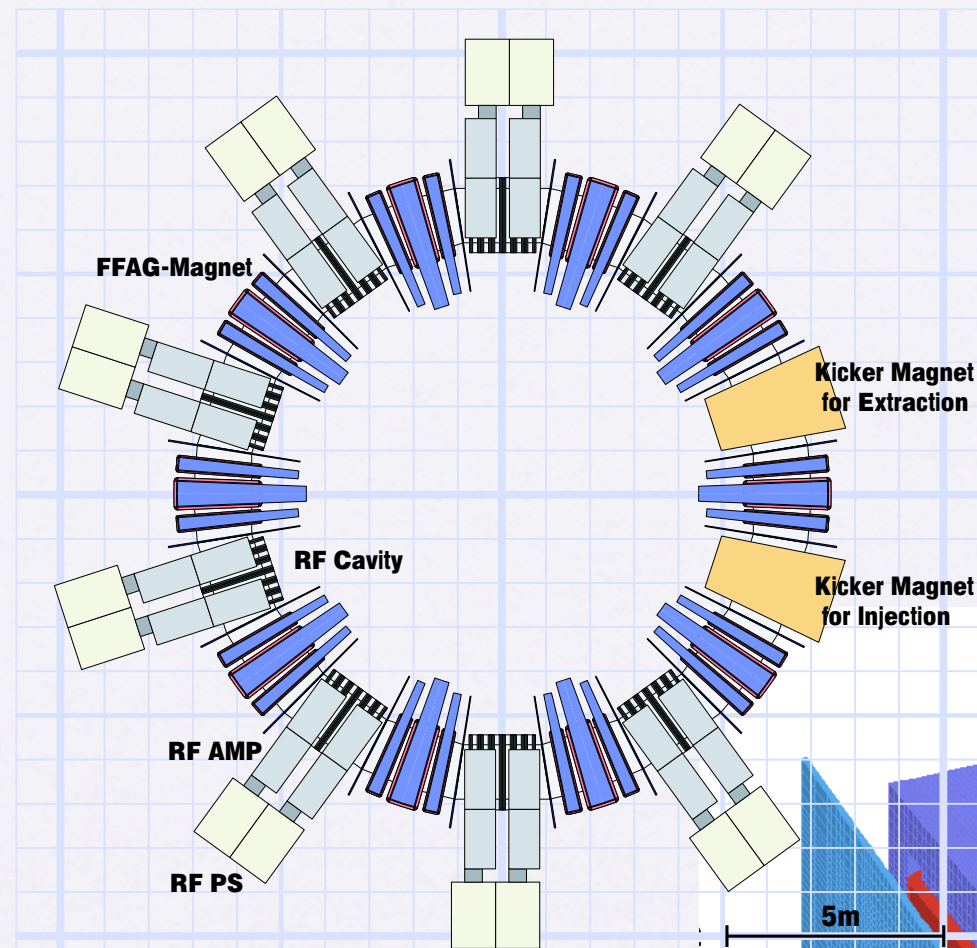 FFAG-Magnet
Kicker Magnet
for Extraction
RF Cavity
Kicker Magnet
for Injection
RF AMP
RF PS
5m